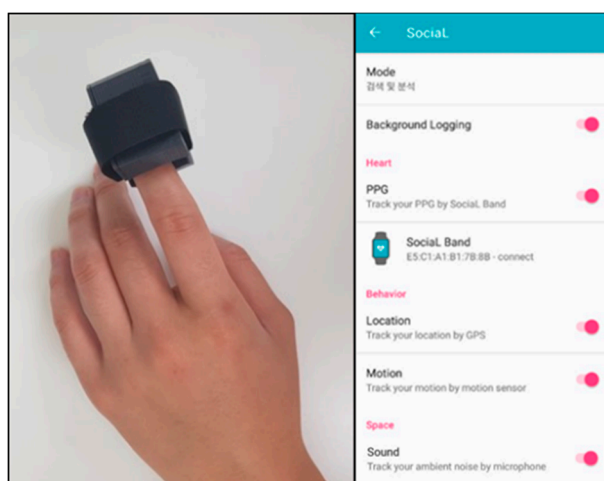 ← SociaL
Mode
검색 및 분석
Background Logging
Heart
PPG
Track your PPG by SociaL Band
SociaL Band
E5:C1:A1:B1:7B:8B - connect
Behavior
Location
Track your location by GPS
Motion
Track your motion by motion sensor
Space
Sound
Track your ambient noise by microphone